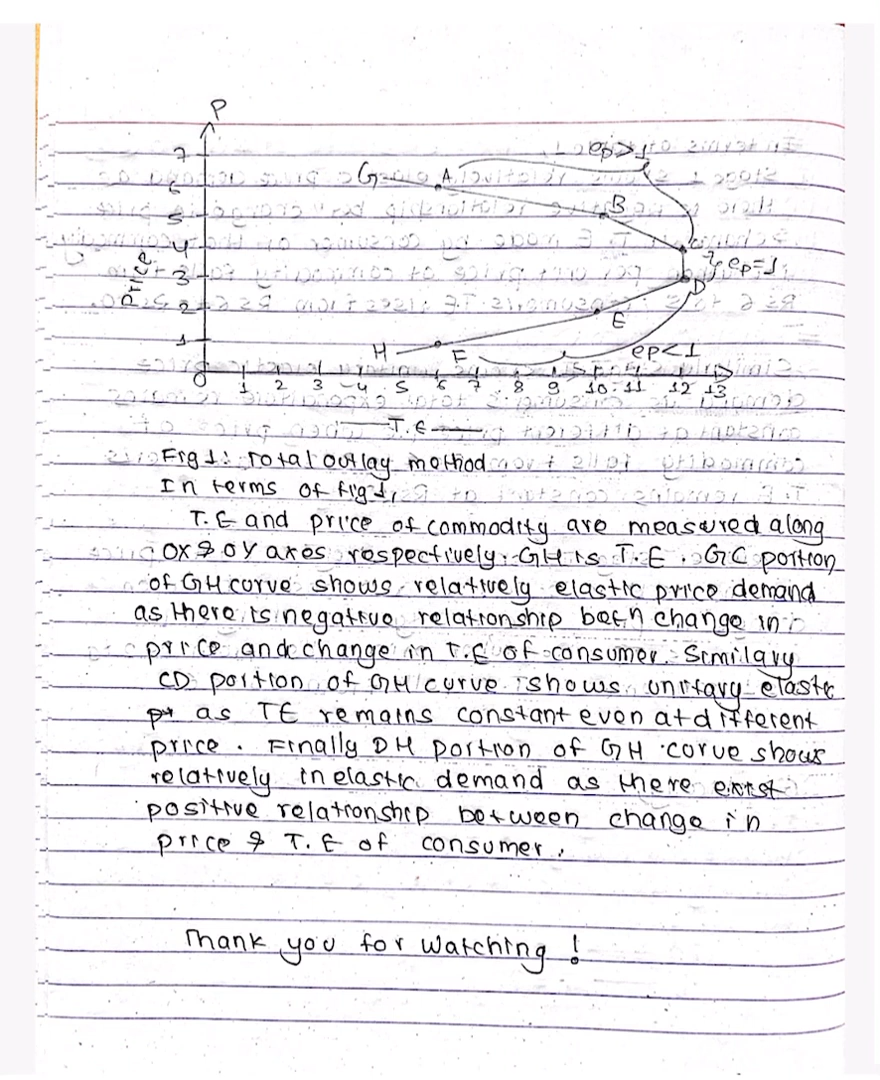 P
7
6
5
4
3
2
1
0
Price
G A
B
ep>1
ep=1
D
E
H F
ep<1
1 2 3 4 5 6 7 8 9 10 11 12 13
T.E
Fig 1: Total outlay mothod
In terms of fig 1,
T.E and price of commodity are measured along
OX & OY axes respectively. GH is T.E. GC portion
of GH curve shows relatively elastic price demand
as there is negative relationship betn change in
price and change in T.E of consumer. Similary
CD portion of GH curve shows unitary elastic
as TE remains constant even at different
price. Finally DH portion of GH curve shows
relatively inelastic demand as there exist
positive relationship between change in
price & T.E of consumer.
Thank you for watching !